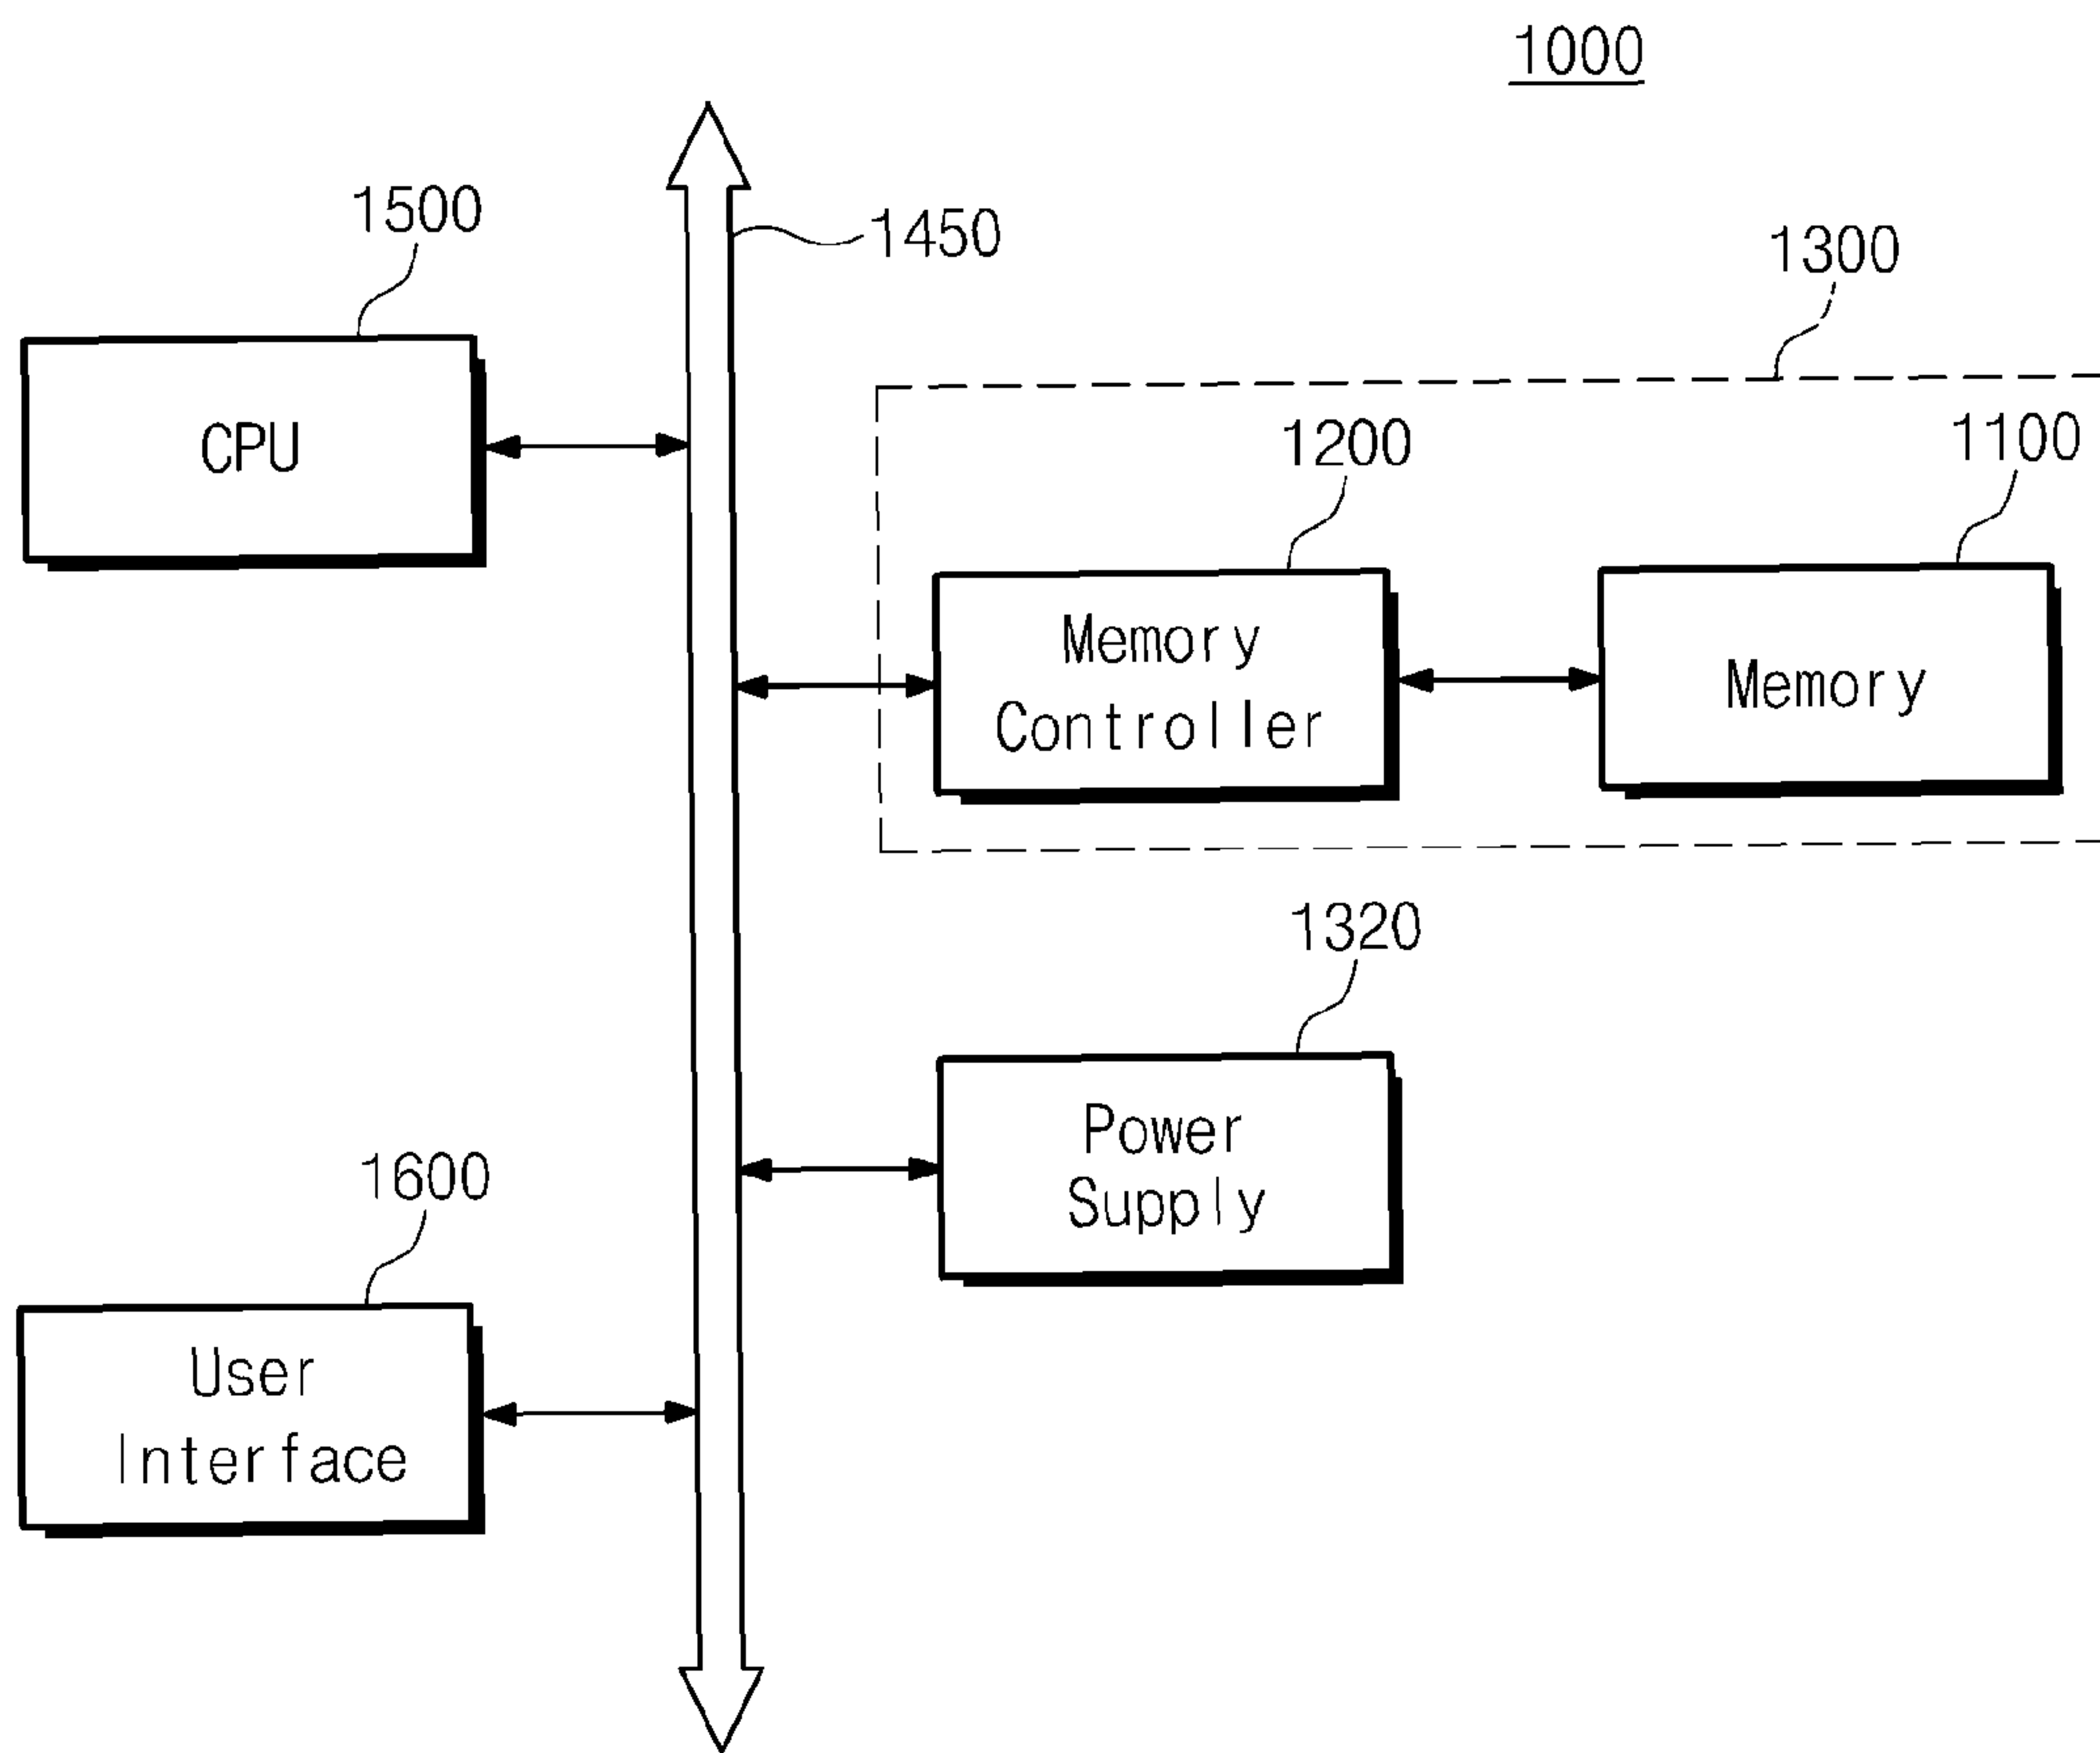 1000
1500
1450
1300
CPU
1200
1100
Memory
Controller
Memory
1320
Power
Supply
1600
User
Interface